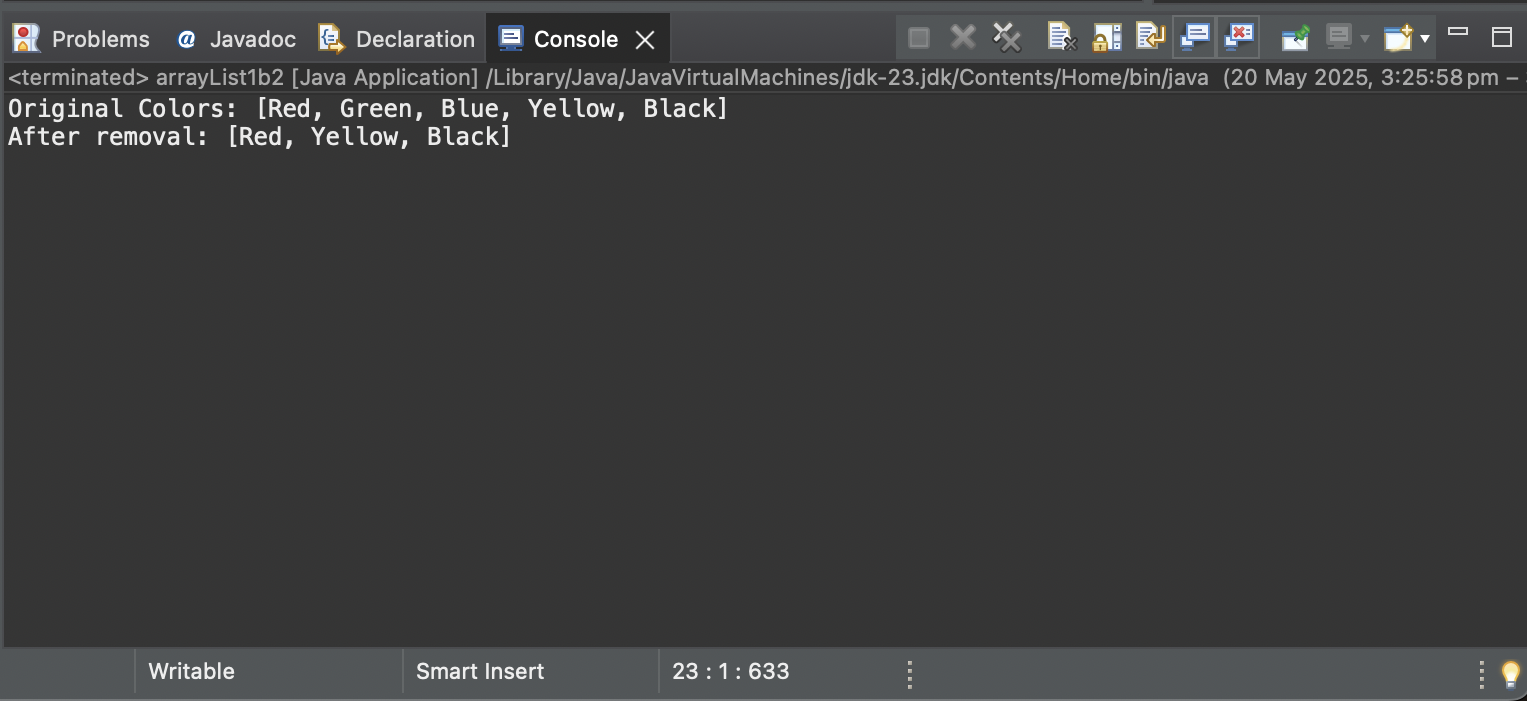 Problems @ Javadoc Declaration Console
<terminated> arrayList1b2 [Java Application] /Library/Java/JavaVirtualMachines/jdk-23.jdk/Contents/Home/bin/java (20 May 2025, 3:25:58 pm –
Original Colors: [Red, Green, Blue, Yellow, Black]
After removal: [Red, Yellow, Black]
Writable Smart Insert 23 : 1 : 633